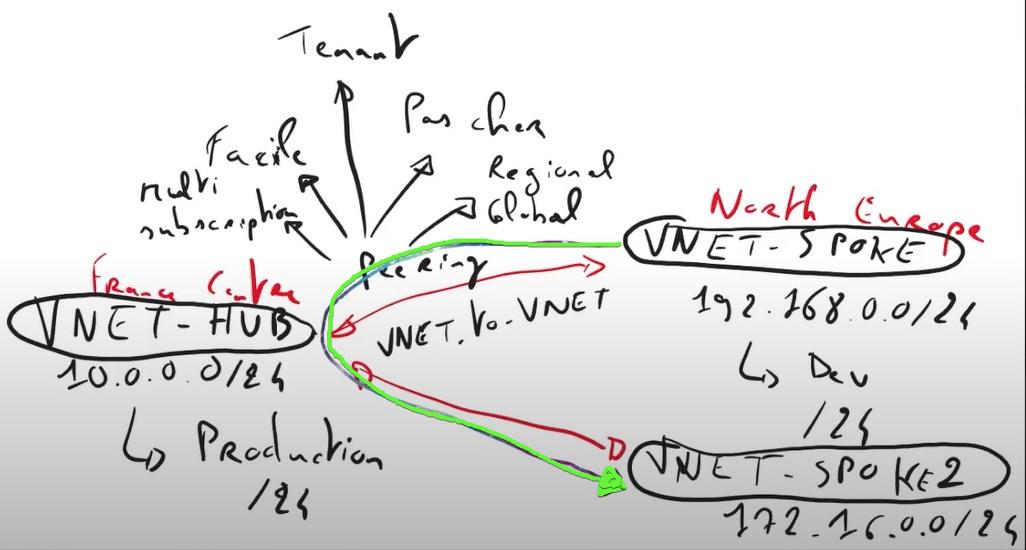 Tenant
Pas cher
Facile
Multi
subscription
Regional
Global
Peering
VNET-to-VNET
France Centre
VNET-HUB
10.0.0.0/24
Production
/24
North Europe
VNET-SPOKE
192.168.0.0/24
Dev
/24
VNET-SPOKE2
172.16.0.0/24